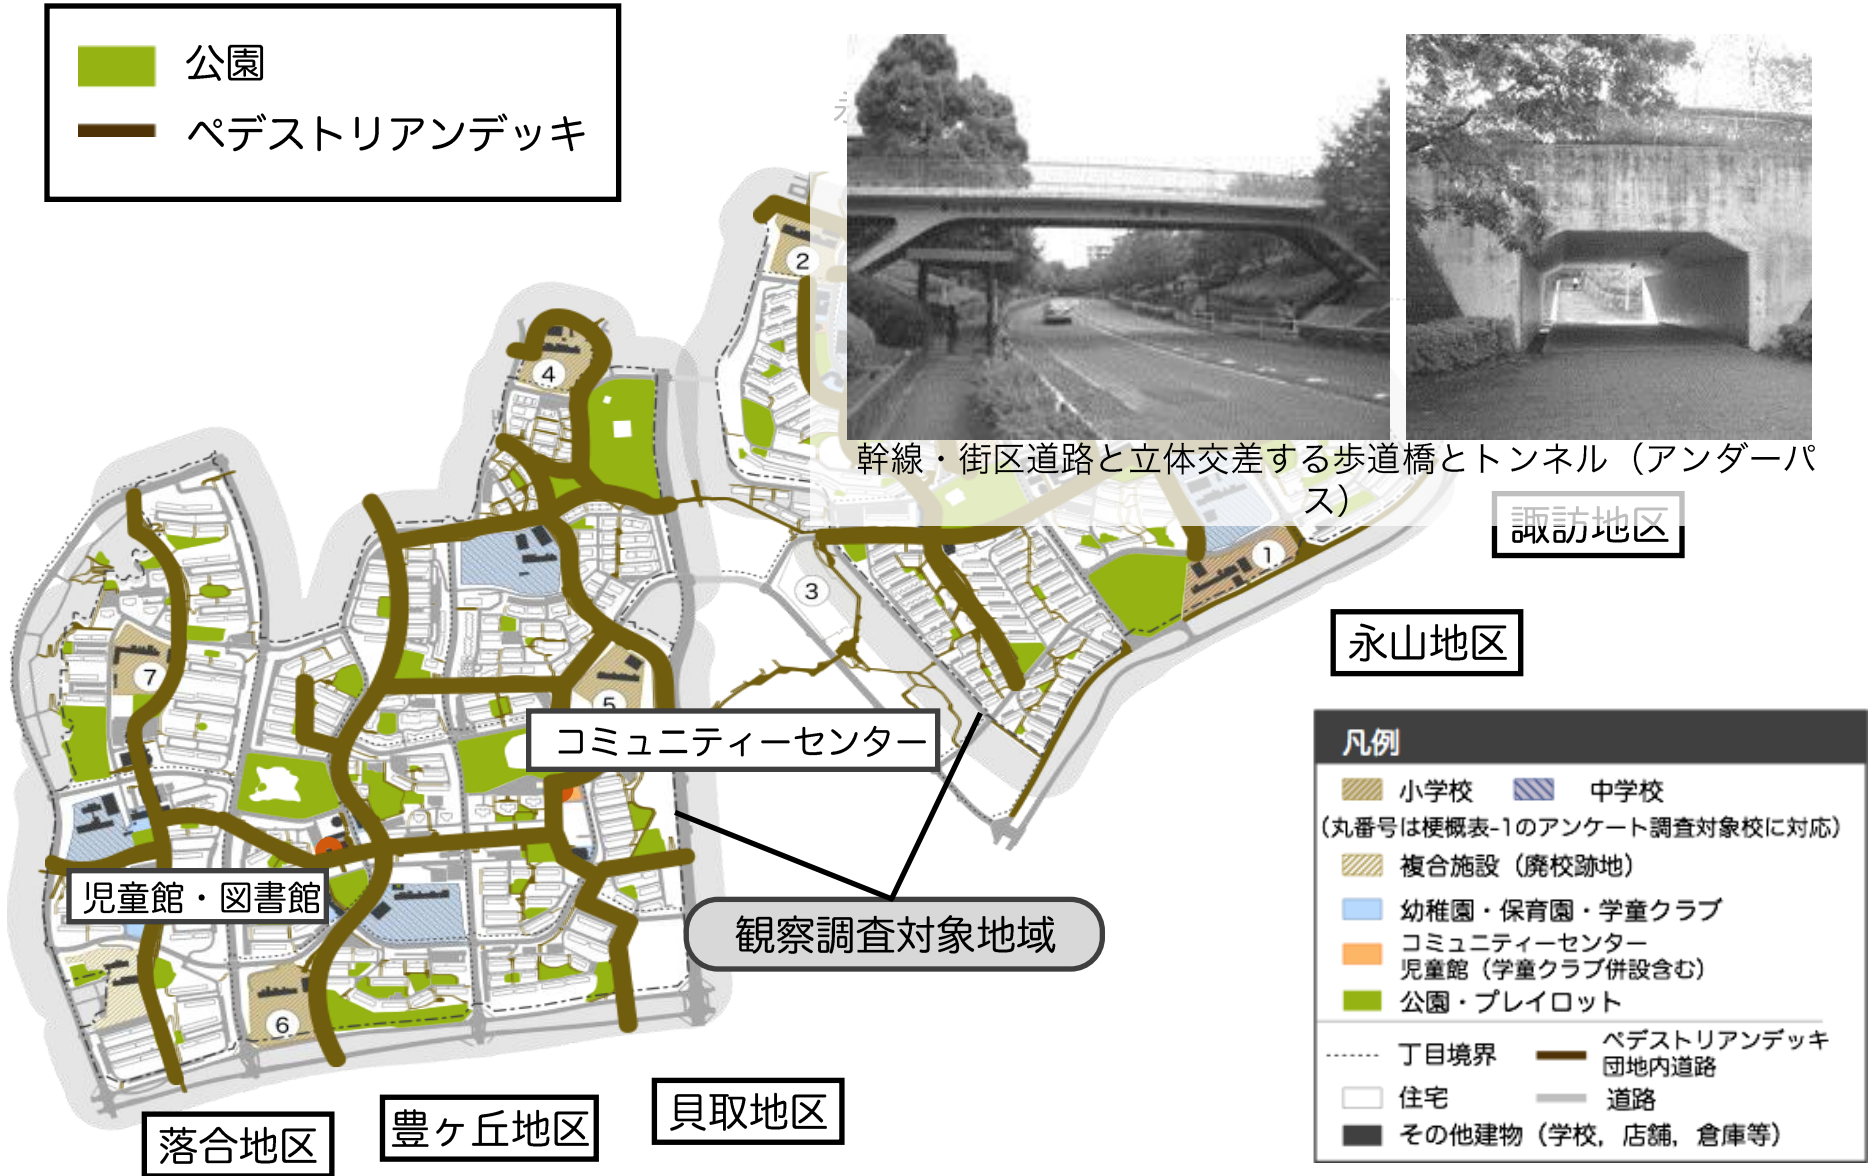 公園
ペデストリアンデッキ
永
2
4
幹線・街区道路と立体交差する歩道橋とトンネル（アンダーパ
ス）
諏訪地区
1
3
永山地区
7
5
コミュニティーセンター
児童館・図書館
観察調査対象地域
6
落合地区
豊ヶ丘地区
貝取地区
凡例
小学校 中学校
（丸番号は梗概表-1のアンケート調査対象校に対応）
複合施設（廃校跡地）
幼稚園・保育園・学童クラブ
コミュニティーセンター
児童館（学童クラブ併設含む）
公園・プレイロット
丁目境界 ペデストリアンデッキ
団地内道路
住宅 道路
その他建物（学校，店舗，倉庫等）